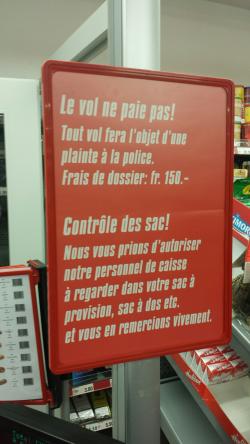 Le vol ne paie pas!
Tout vol fera l'objet d'une
plainte à la police.
Frais de dossier: fr. 150.-
Contrôle des sac!
Nous vous prions d'autoriser
notre personnel de caisse
à regarder dans votre sac à
provision, sac à dos etc.
et vous en remercions vivement.